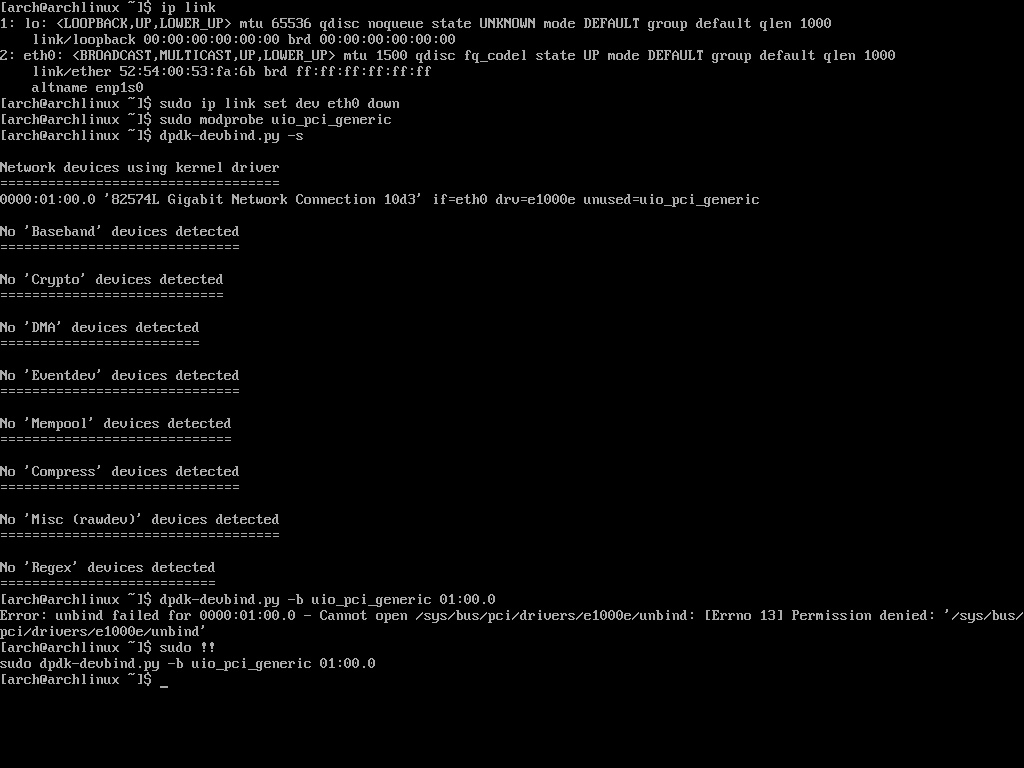 [arch@archlinux ~]$ ip link
1: lo: <LOOPBACK,UP,LOWER_UP> mtu 65536 qdisc noqueue state UNKNOWN mode DEFAULT group default qlen 1000
    link/loopback 00:00:00:00:00:00 brd 00:00:00:00:00:00
2: eth0: <BROADCAST,MULTICAST,UP,LOWER_UP> mtu 1500 qdisc fq_codel state UP mode DEFAULT group default qlen 1000
    link/ether 52:54:00:53:fa:6b brd ff:ff:ff:ff:ff:ff
    altname enp1s0
[arch@archlinux ~]$ sudo ip link set dev eth0 down
[arch@archlinux ~]$ sudo modprobe uio_pci_generic
[arch@archlinux ~]$ dpdk-devbind.py -s

Network devices using kernel driver
===================================
0000:01:00.0 '82574L Gigabit Network Connection 10d3' if=eth0 drv=e1000e unused=uio_pci_generic

No 'Baseband' devices detected
==============================

No 'Crypto' devices detected
============================

No 'DMA' devices detected
=========================

No 'Eventdev' devices detected
==============================

No 'Mempool' devices detected
=============================

No 'Compress' devices detected
==============================

No 'Misc (rawdev)' devices detected
===================================

No 'Regex' devices detected
===========================
[arch@archlinux ~]$ dpdk-devbind.py -b uio_pci_generic 01:00.0
Error: unbind failed for 0000:01:00.0 - Cannot open /sys/bus/pci/drivers/e1000e/unbind: [Errno 13] Permission denied: '/sys/bus/
pci/drivers/e1000e/unbind'
[arch@archlinux ~]$ sudo !!
sudo dpdk-devbind.py -b uio_pci_generic 01:00.0
[arch@archlinux ~]$ _